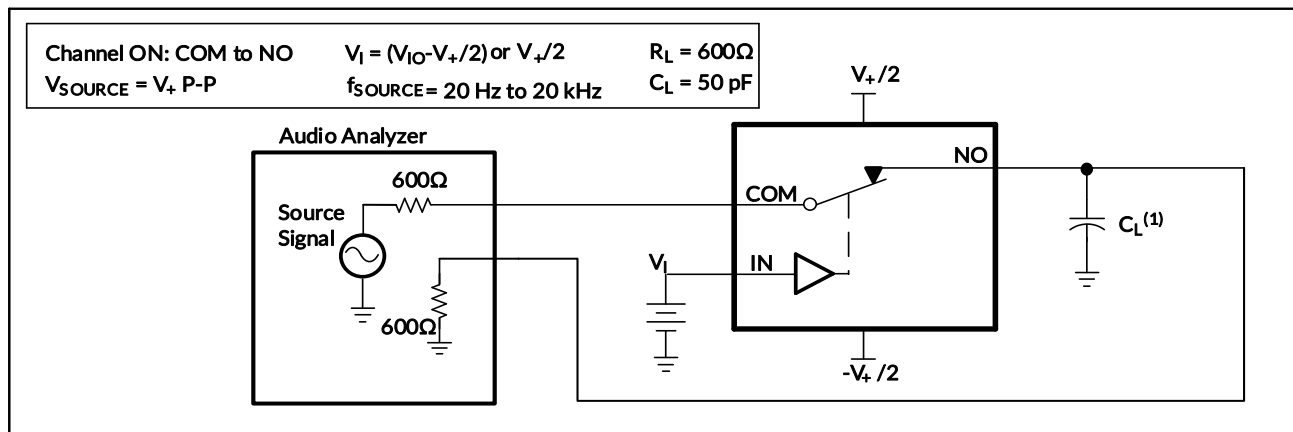 Channel ON: COM to NO
V_I = (V_IO-V_+/2) or V_+/2
R_L = 600Ω
V_SOURCE = V_+ P-P
f_SOURCE = 20 Hz to 20 kHz
C_L = 50 pF
V_+/2
Audio Analyzer
600Ω
Source
Signal
600Ω
COM
NO
V_I
IN
C_L^(1)
-V_+/2